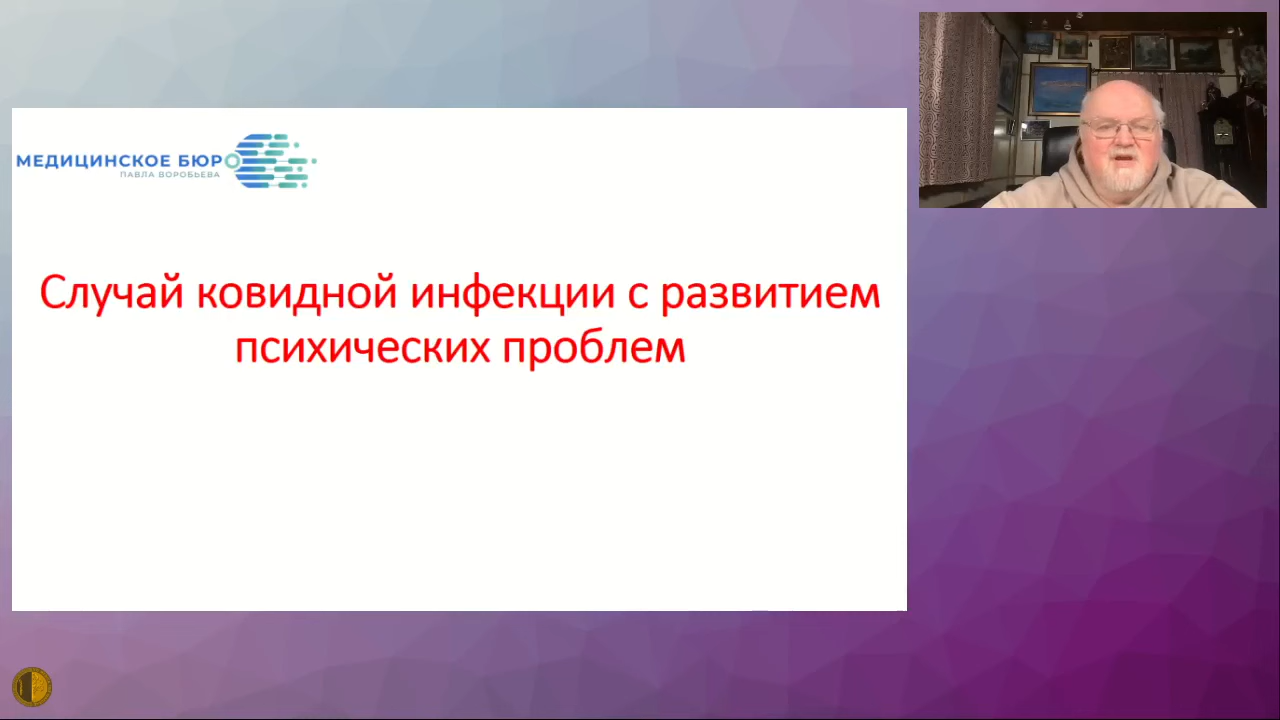 МЕДИЦИНСКОЕ БЮРО
ПАВЛА ВОРОБЬЕВА
Случай ковидной инфекции с развитием
психических проблем